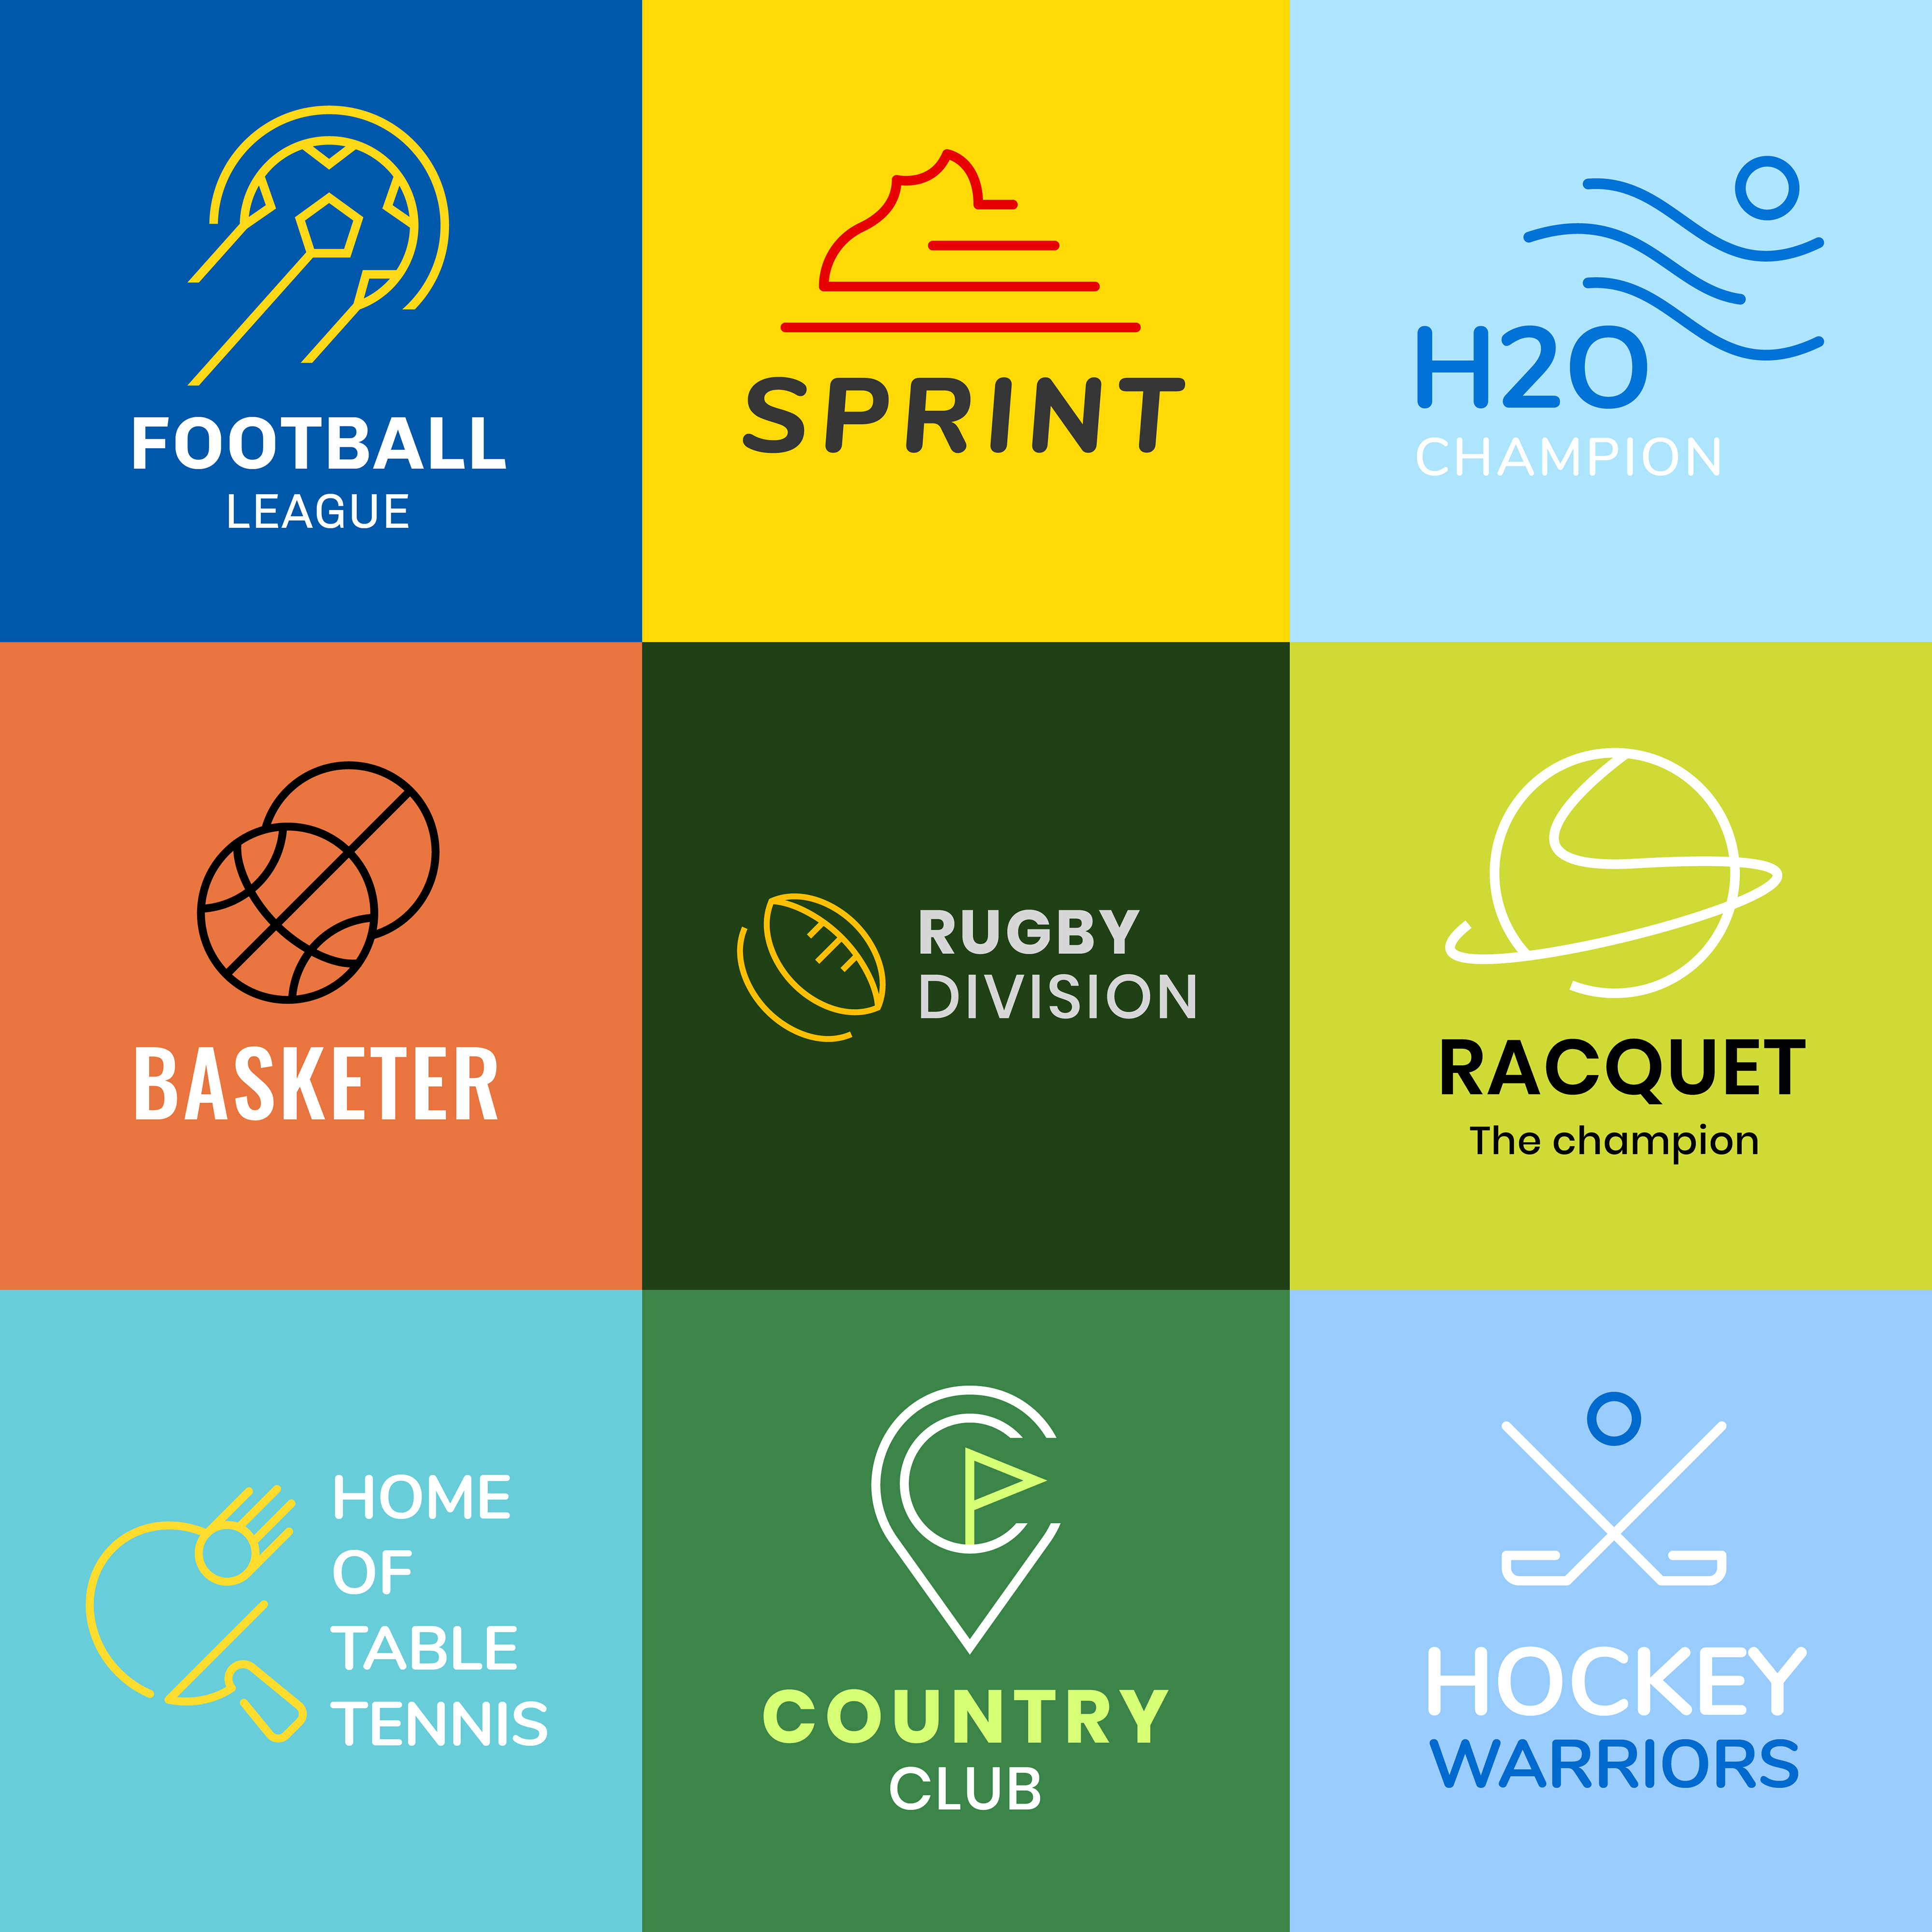 FOOTBALL
LEAGUE
SPRINT
H2O
CHAMPION
BASKETER
RUGBY
DIVISION
RACQUET
The champion
HOME
OF
TABLE
TENNIS
COUNTRY
CLUB
HOCKEY
WARRIORS